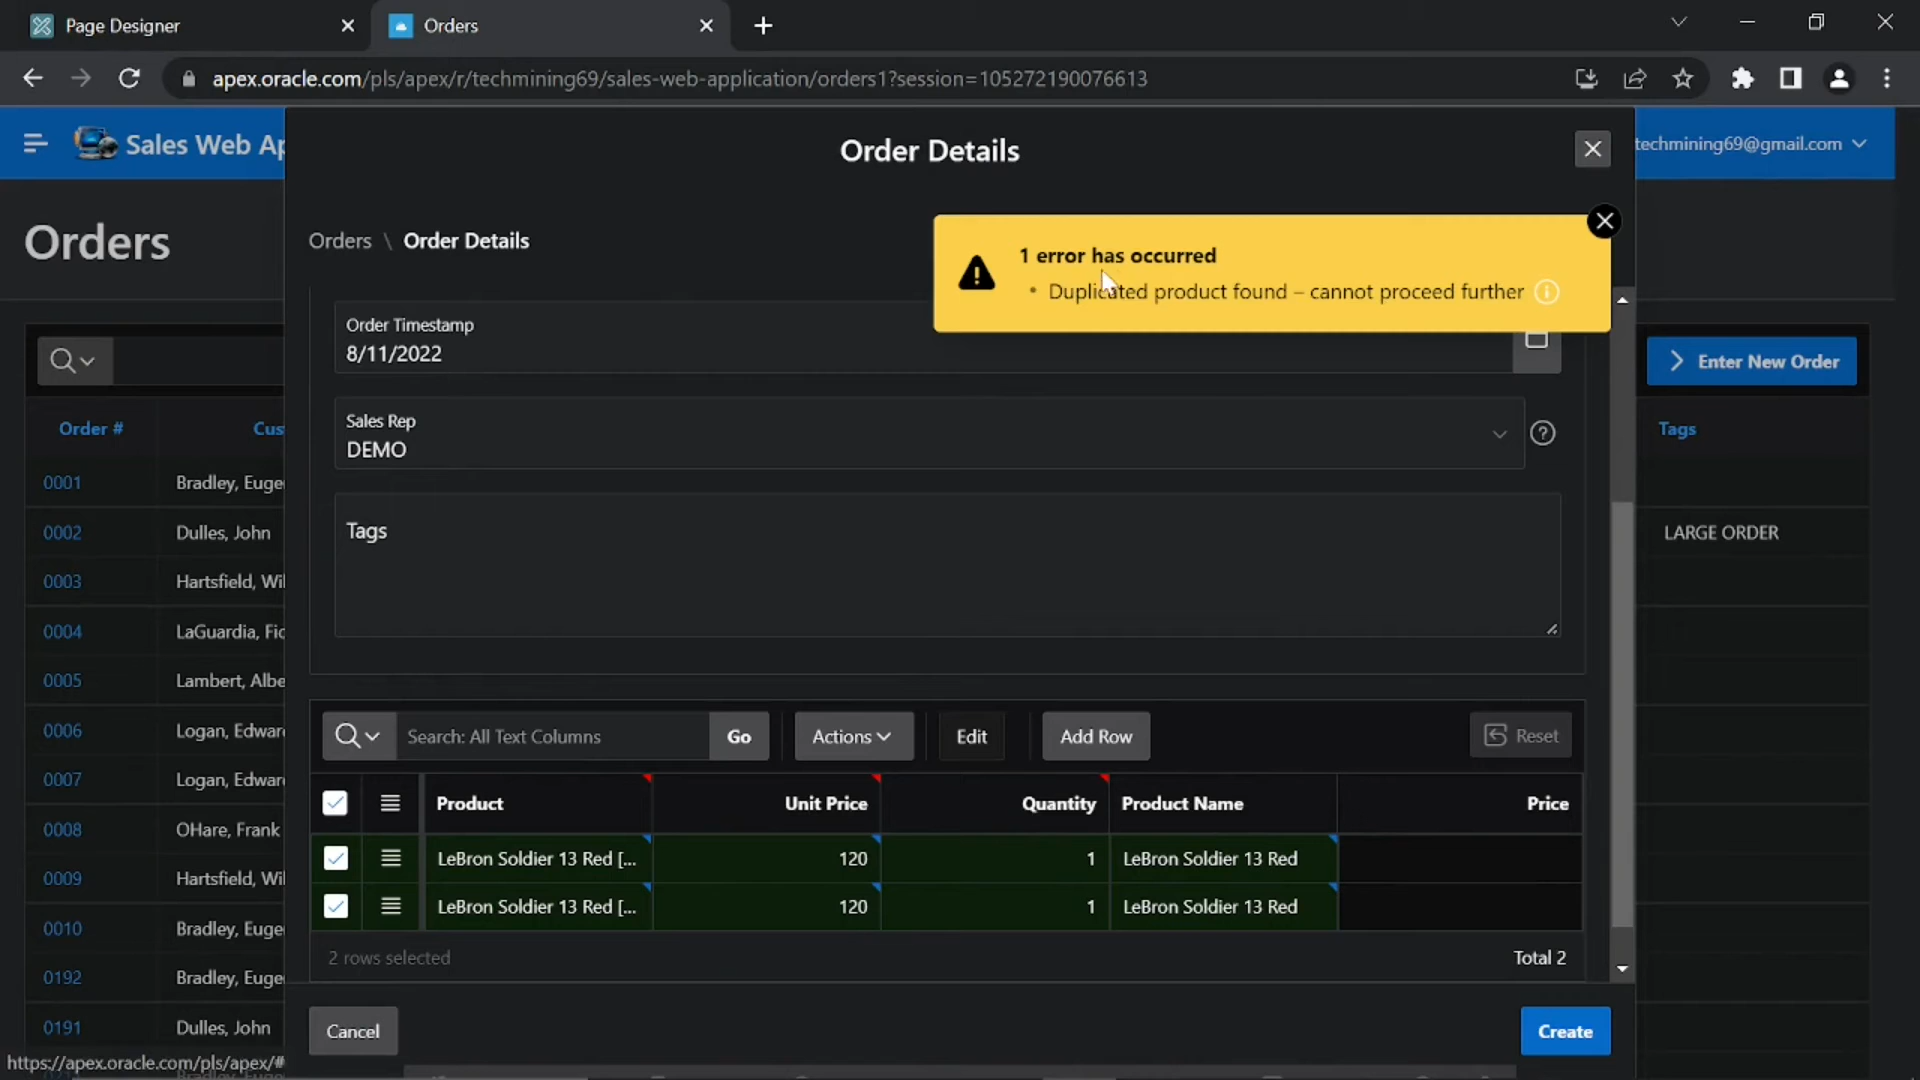 Page Designer
Orders
apex.oracle.com/pls/apex/r/techmining69/sales-web-application/orders1?session=105272190076613
Sales Web Ap
techmining69@gmail.com
Order Details
Orders
Orders \ Order Details
1 error has occurred
• Duplicated product found – cannot proceed further
Order Timestamp
8/11/2022
Enter New Order
Sales Rep
DEMO
Order #
Cus
Tags
0001
Bradley, Euge
0002
Dulles, John
LARGE ORDER
Tags
0003
Hartsfield, Wil
0004
LaGuardia, Fio
0005
Lambert, Albe
0006
Logan, Edwar
0007
Logan, Edwar
0008
OHare, Frank
0009
Hartsfield, Wil
0010
Bradley, Euge
0192
Bradley, Euge
0191
Dulles, John
Search: All Text Columns
Go
Actions
Edit
Add Row
Reset
Product
Unit Price
Quantity
Product Name
Price
LeBron Soldier 13 Red [...
120
1
LeBron Soldier 13 Red
LeBron Soldier 13 Red [...
120
1
LeBron Soldier 13 Red
2 rows selected
Total 2
Cancel
Create
https://apex.oracle.com/pls/apex/#